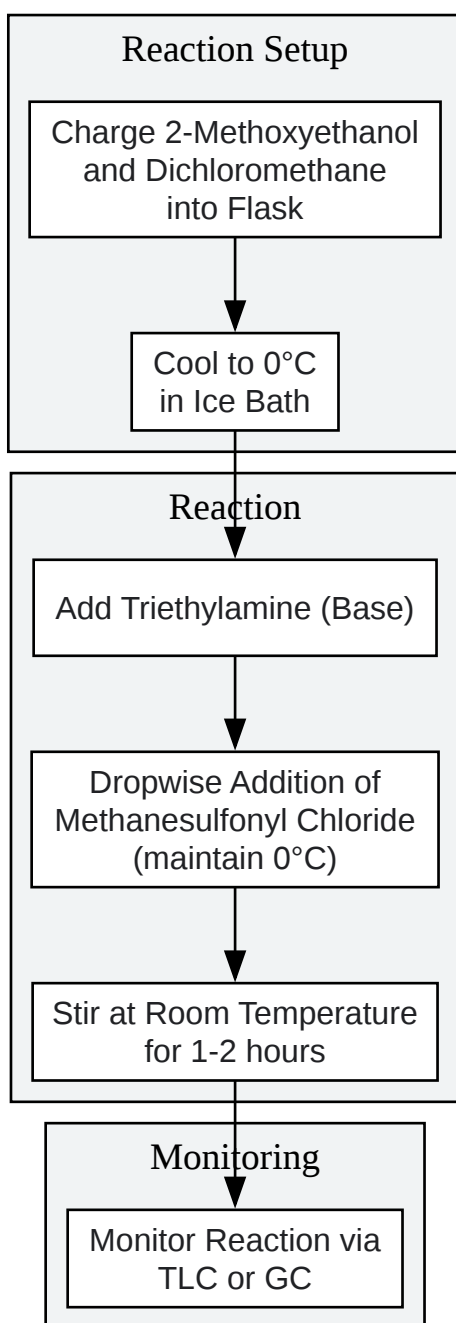 Reaction Setup
Charge 2-Methoxyethanol
and Dichloromethane
into Flask
Cool to 0°C
in Ice Bath
Reaction
Add Triethylamine (Base)
Dropwise Addition of
Methanesulfonyl Chloride
(maintain 0°C)
Stir at Room Temperature
for 1-2 hours
Monitoring
Monitor Reaction via
TLC or GC